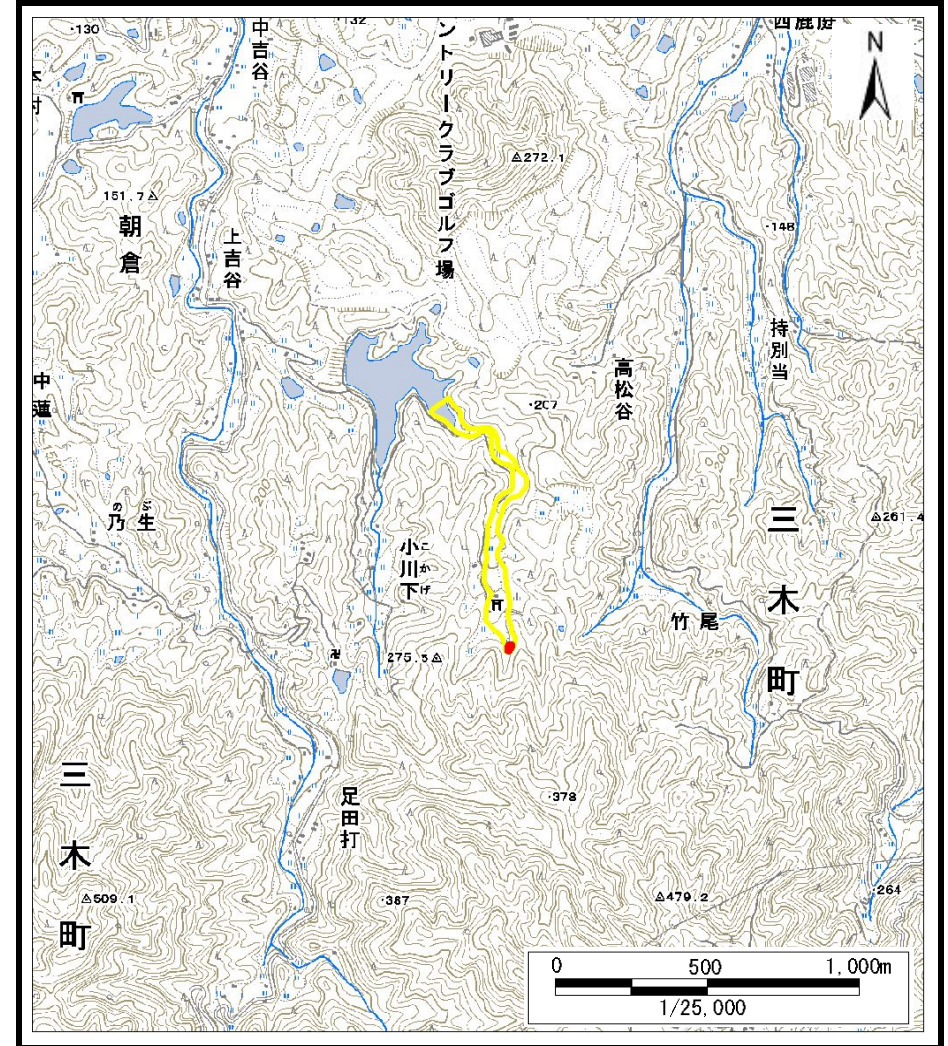 130
132
中吉谷
ントリークラブゴルフ場
西鹿庭
N
272.1
151.7
朝倉
上吉谷
148
持別当
高松谷
中蓮
207
200
の ぶ
乃生
三木町
261.4
小川下
こかげ
竹尾
250
275.3
三木町
足田打
378
509.1
387
479.2
264
0 500 1,000m
1/25,000